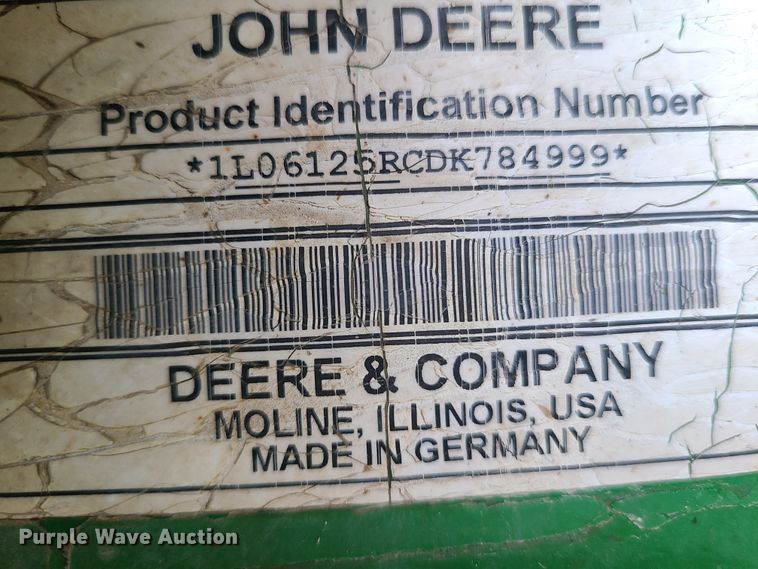 JOHN DEERE
Product Identification Number
*1L06125RCDK784999*
DEERE & COMPANY
MOLINE, ILLINOIS, USA
MADE IN GERMANY
Purple Wave Auction